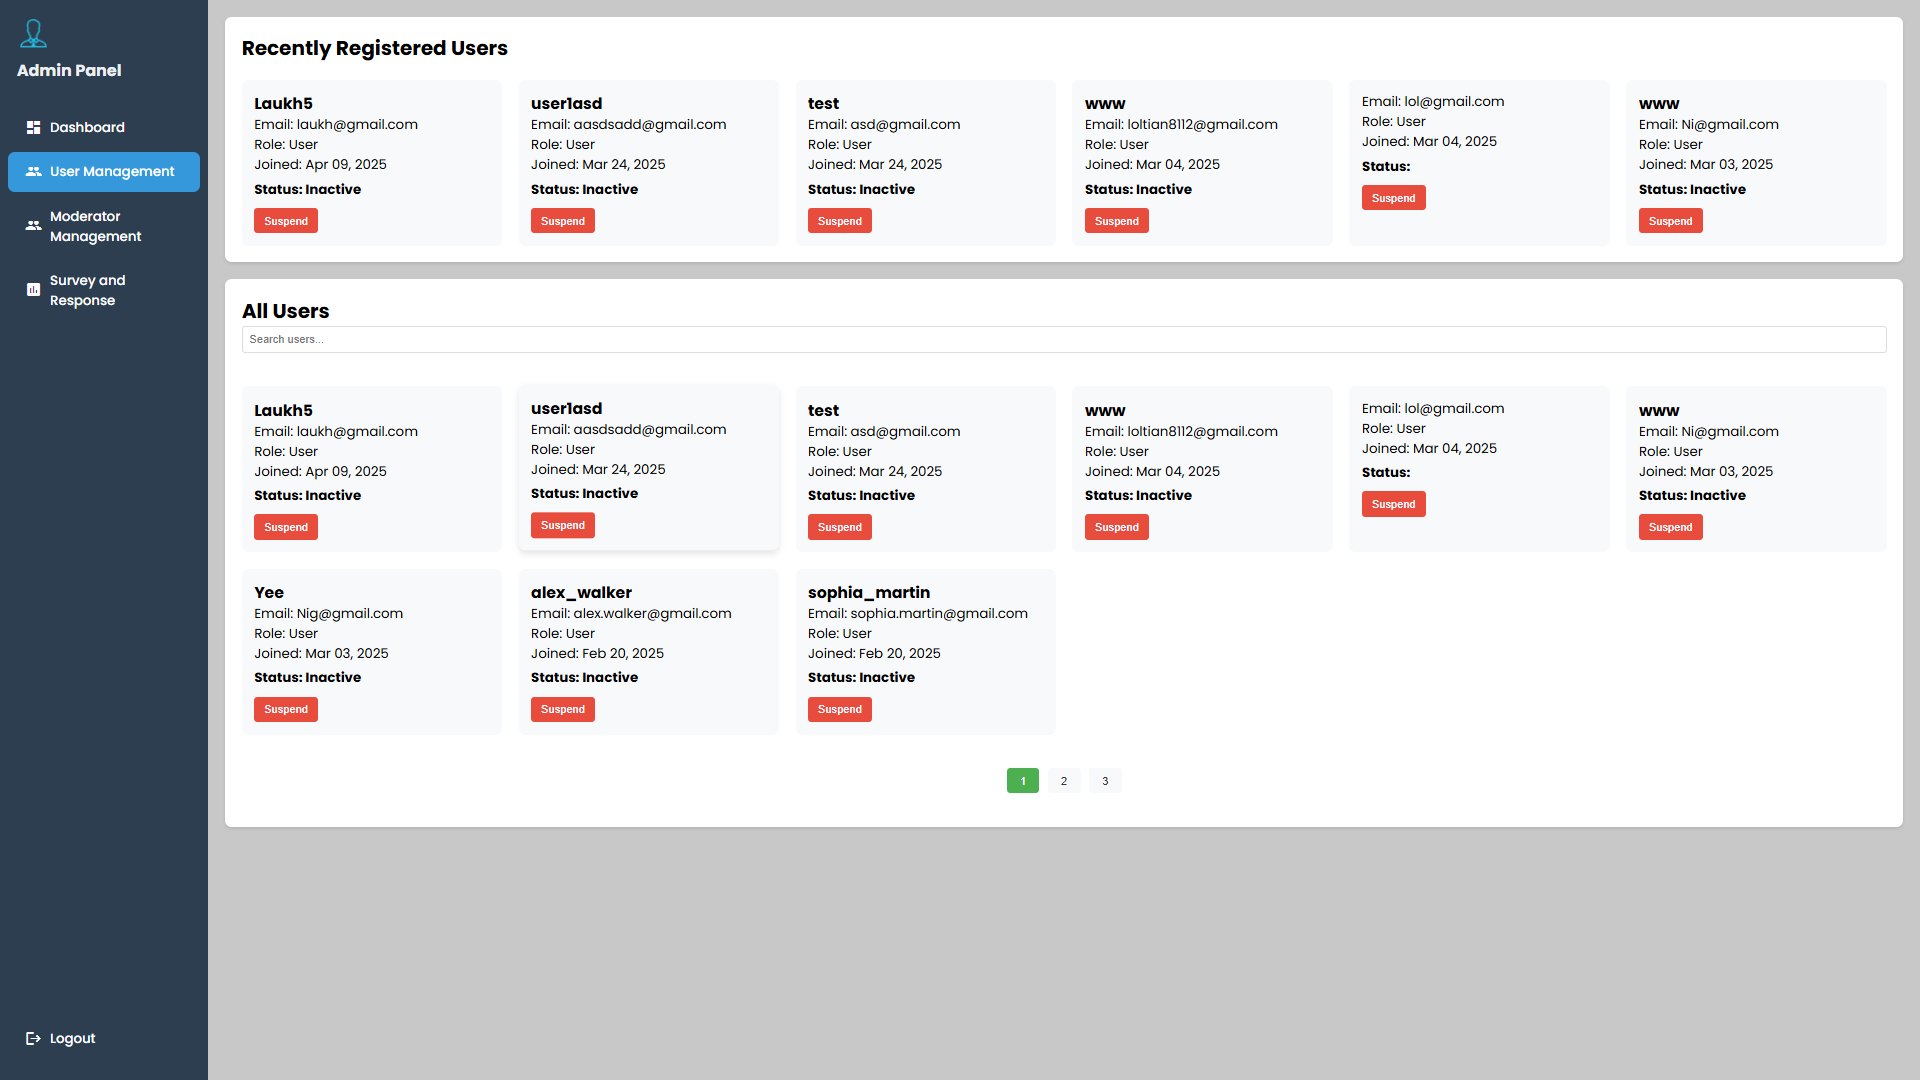 Admin Panel
Dashboard
User Management
Moderator
Management
Survey and
Response
Logout
Recently Registered Users
Laukh5
Email: laukh@gmail.com
Role: User
Joined: Apr 09, 2025
Status: Inactive
Suspend
user1asd
Email: aasdsadd@gmail.com
Role: User
Joined: Mar 24, 2025
Status: Inactive
Suspend
test
Email: asd@gmail.com
Role: User
Joined: Mar 24, 2025
Status: Inactive
Suspend
www
Email: loltian8112@gmail.com
Role: User
Joined: Mar 04, 2025
Status: Inactive
Suspend
Email: lol@gmail.com
Role: User
Joined: Mar 04, 2025
Status:
Suspend
www
Email: Ni@gmail.com
Role: User
Joined: Mar 03, 2025
Status: Inactive
Suspend
All Users
Search users...
Laukh5
Email: laukh@gmail.com
Role: User
Joined: Apr 09, 2025
Status: Inactive
Suspend
user1asd
Email: aasdsadd@gmail.com
Role: User
Joined: Mar 24, 2025
Status: Inactive
Suspend
test
Email: asd@gmail.com
Role: User
Joined: Mar 24, 2025
Status: Inactive
Suspend
www
Email: loltian8112@gmail.com
Role: User
Joined: Mar 04, 2025
Status: Inactive
Suspend
Email: lol@gmail.com
Role: User
Joined: Mar 04, 2025
Status:
Suspend
www
Email: Ni@gmail.com
Role: User
Joined: Mar 03, 2025
Status: Inactive
Suspend
Yee
Email: Nig@gmail.com
Role: User
Joined: Mar 03, 2025
Status: Inactive
Suspend
alex_walker
Email: alex.walker@gmail.com
Role: User
Joined: Feb 20, 2025
Status: Inactive
Suspend
sophia_martin
Email: sophia.martin@gmail.com
Role: User
Joined: Feb 20, 2025
Status: Inactive
Suspend
1 2 3